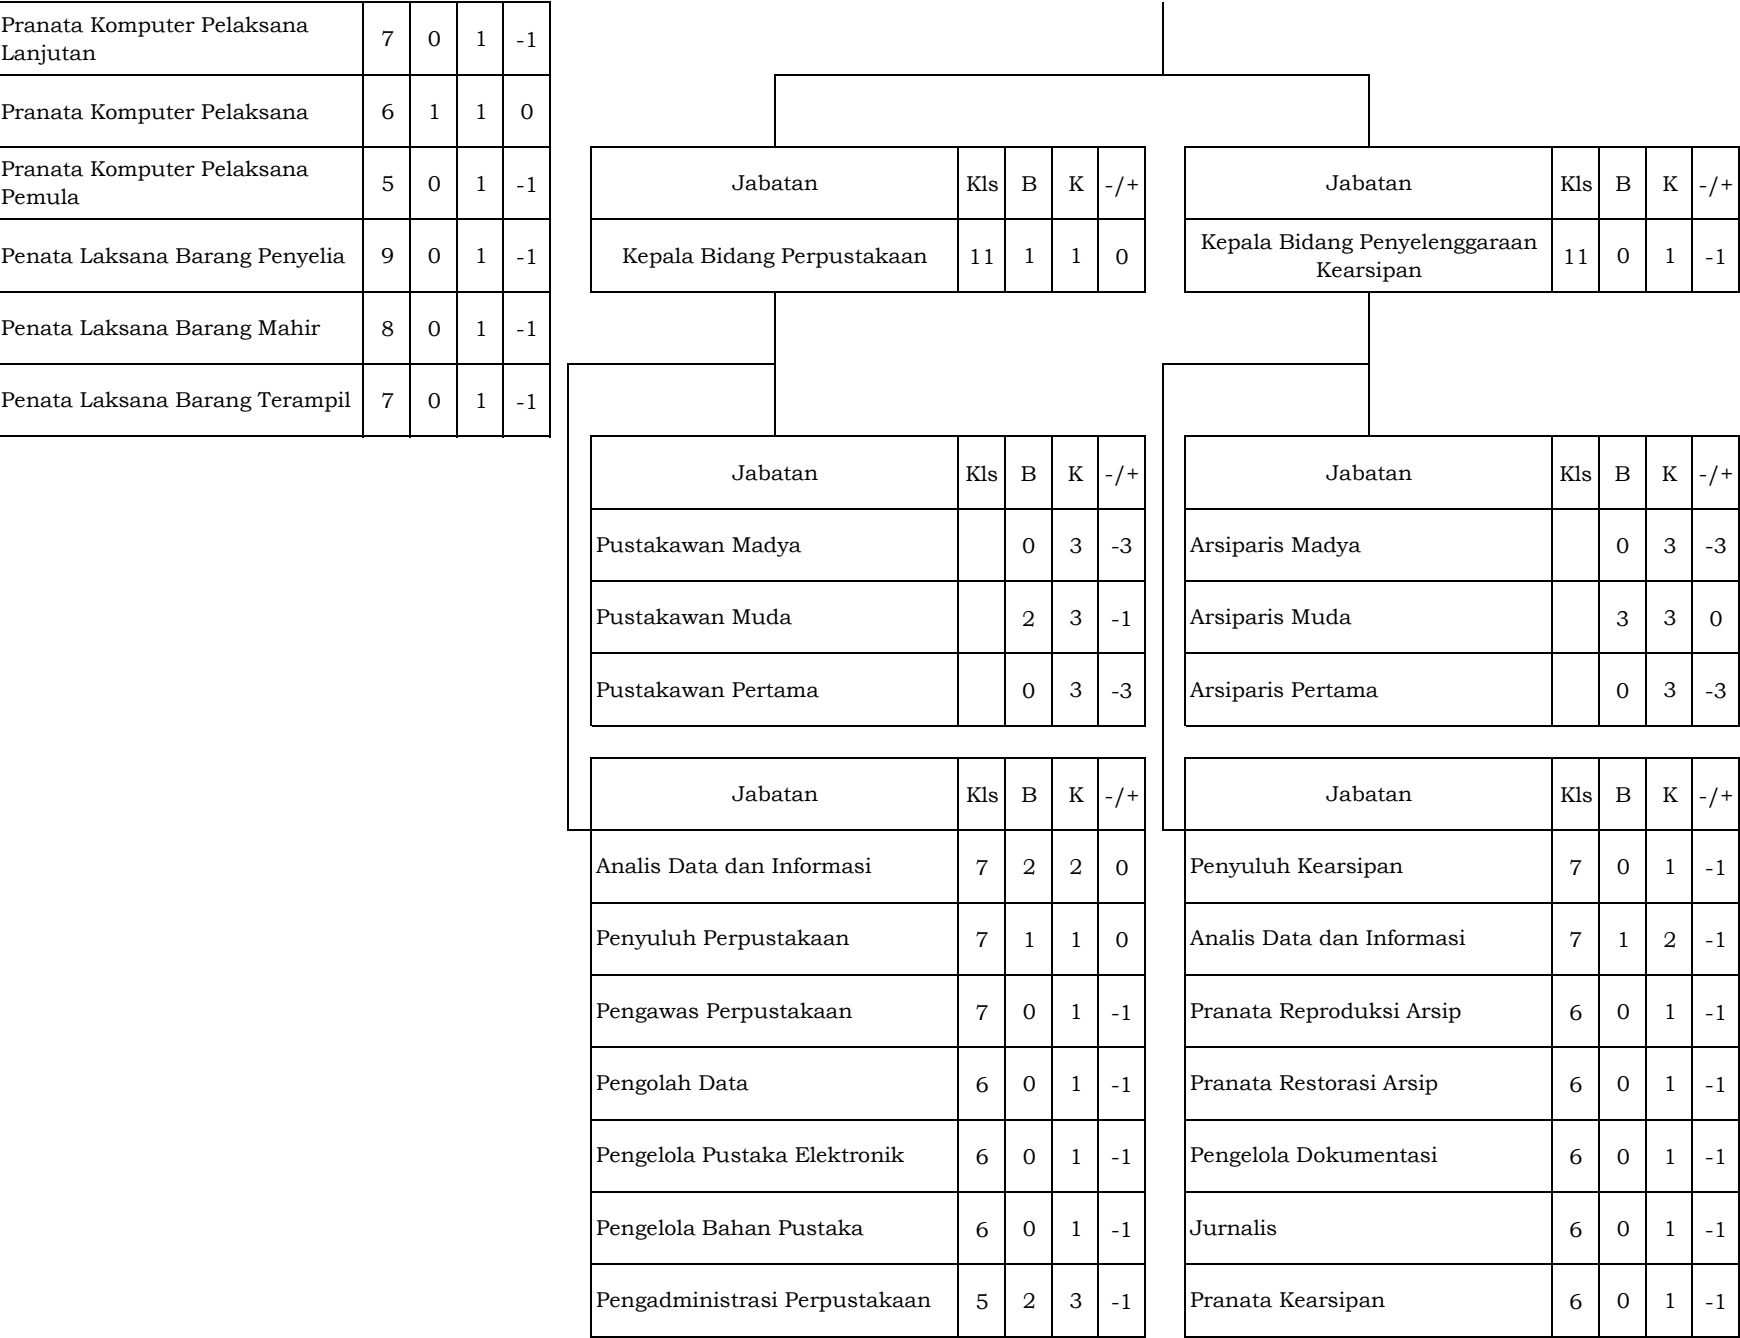 Pranata Komputer Pelaksana
Lanjutan 7 0 1 -1
Pranata Komputer Pelaksana 6 1 1 0
Pranata Komputer Pelaksana
Pemula 5 0 1 -1
Penata Laksana Barang Penyelia 9 0 1 -1
Penata Laksana Barang Mahir 8 0 1 -1
Penata Laksana Barang Terampil 7 0 1 -1
Jabatan Kls B K -/+
Kepala Bidang Perpustakaan 11 1 1 0
Jabatan Kls B K -/+
Kepala Bidang Penyelenggaraan
Kearsipan 11 0 1 -1
Jabatan Kls B K -/+
Pustakawan Madya 0 3 -3
Pustakawan Muda 2 3 -1
Pustakawan Pertama 0 3 -3
Jabatan Kls B K -/+
Arsiparis Madya 0 3 -3
Arsiparis Muda 3 3 0
Arsiparis Pertama 0 3 -3
Jabatan Kls B K -/+
Analis Data dan Informasi 7 2 2 0
Penyuluh Perpustakaan 7 1 1 0
Pengawas Perpustakaan 7 0 1 -1
Pengolah Data 6 0 1 -1
Pengelola Pustaka Elektronik 6 0 1 -1
Pengelola Bahan Pustaka 6 0 1 -1
Pengadministrasi Perpustakaan 5 2 3 -1
Jabatan Kls B K -/+
Penyuluh Kearsipan 7 0 1 -1
Analis Data dan Informasi 7 1 2 -1
Pranata Reproduksi Arsip 6 0 1 -1
Pranata Restorasi Arsip 6 0 1 -1
Pengelola Dokumentasi 6 0 1 -1
Jurnalis 6 0 1 -1
Pranata Kearsipan 6 0 1 -1